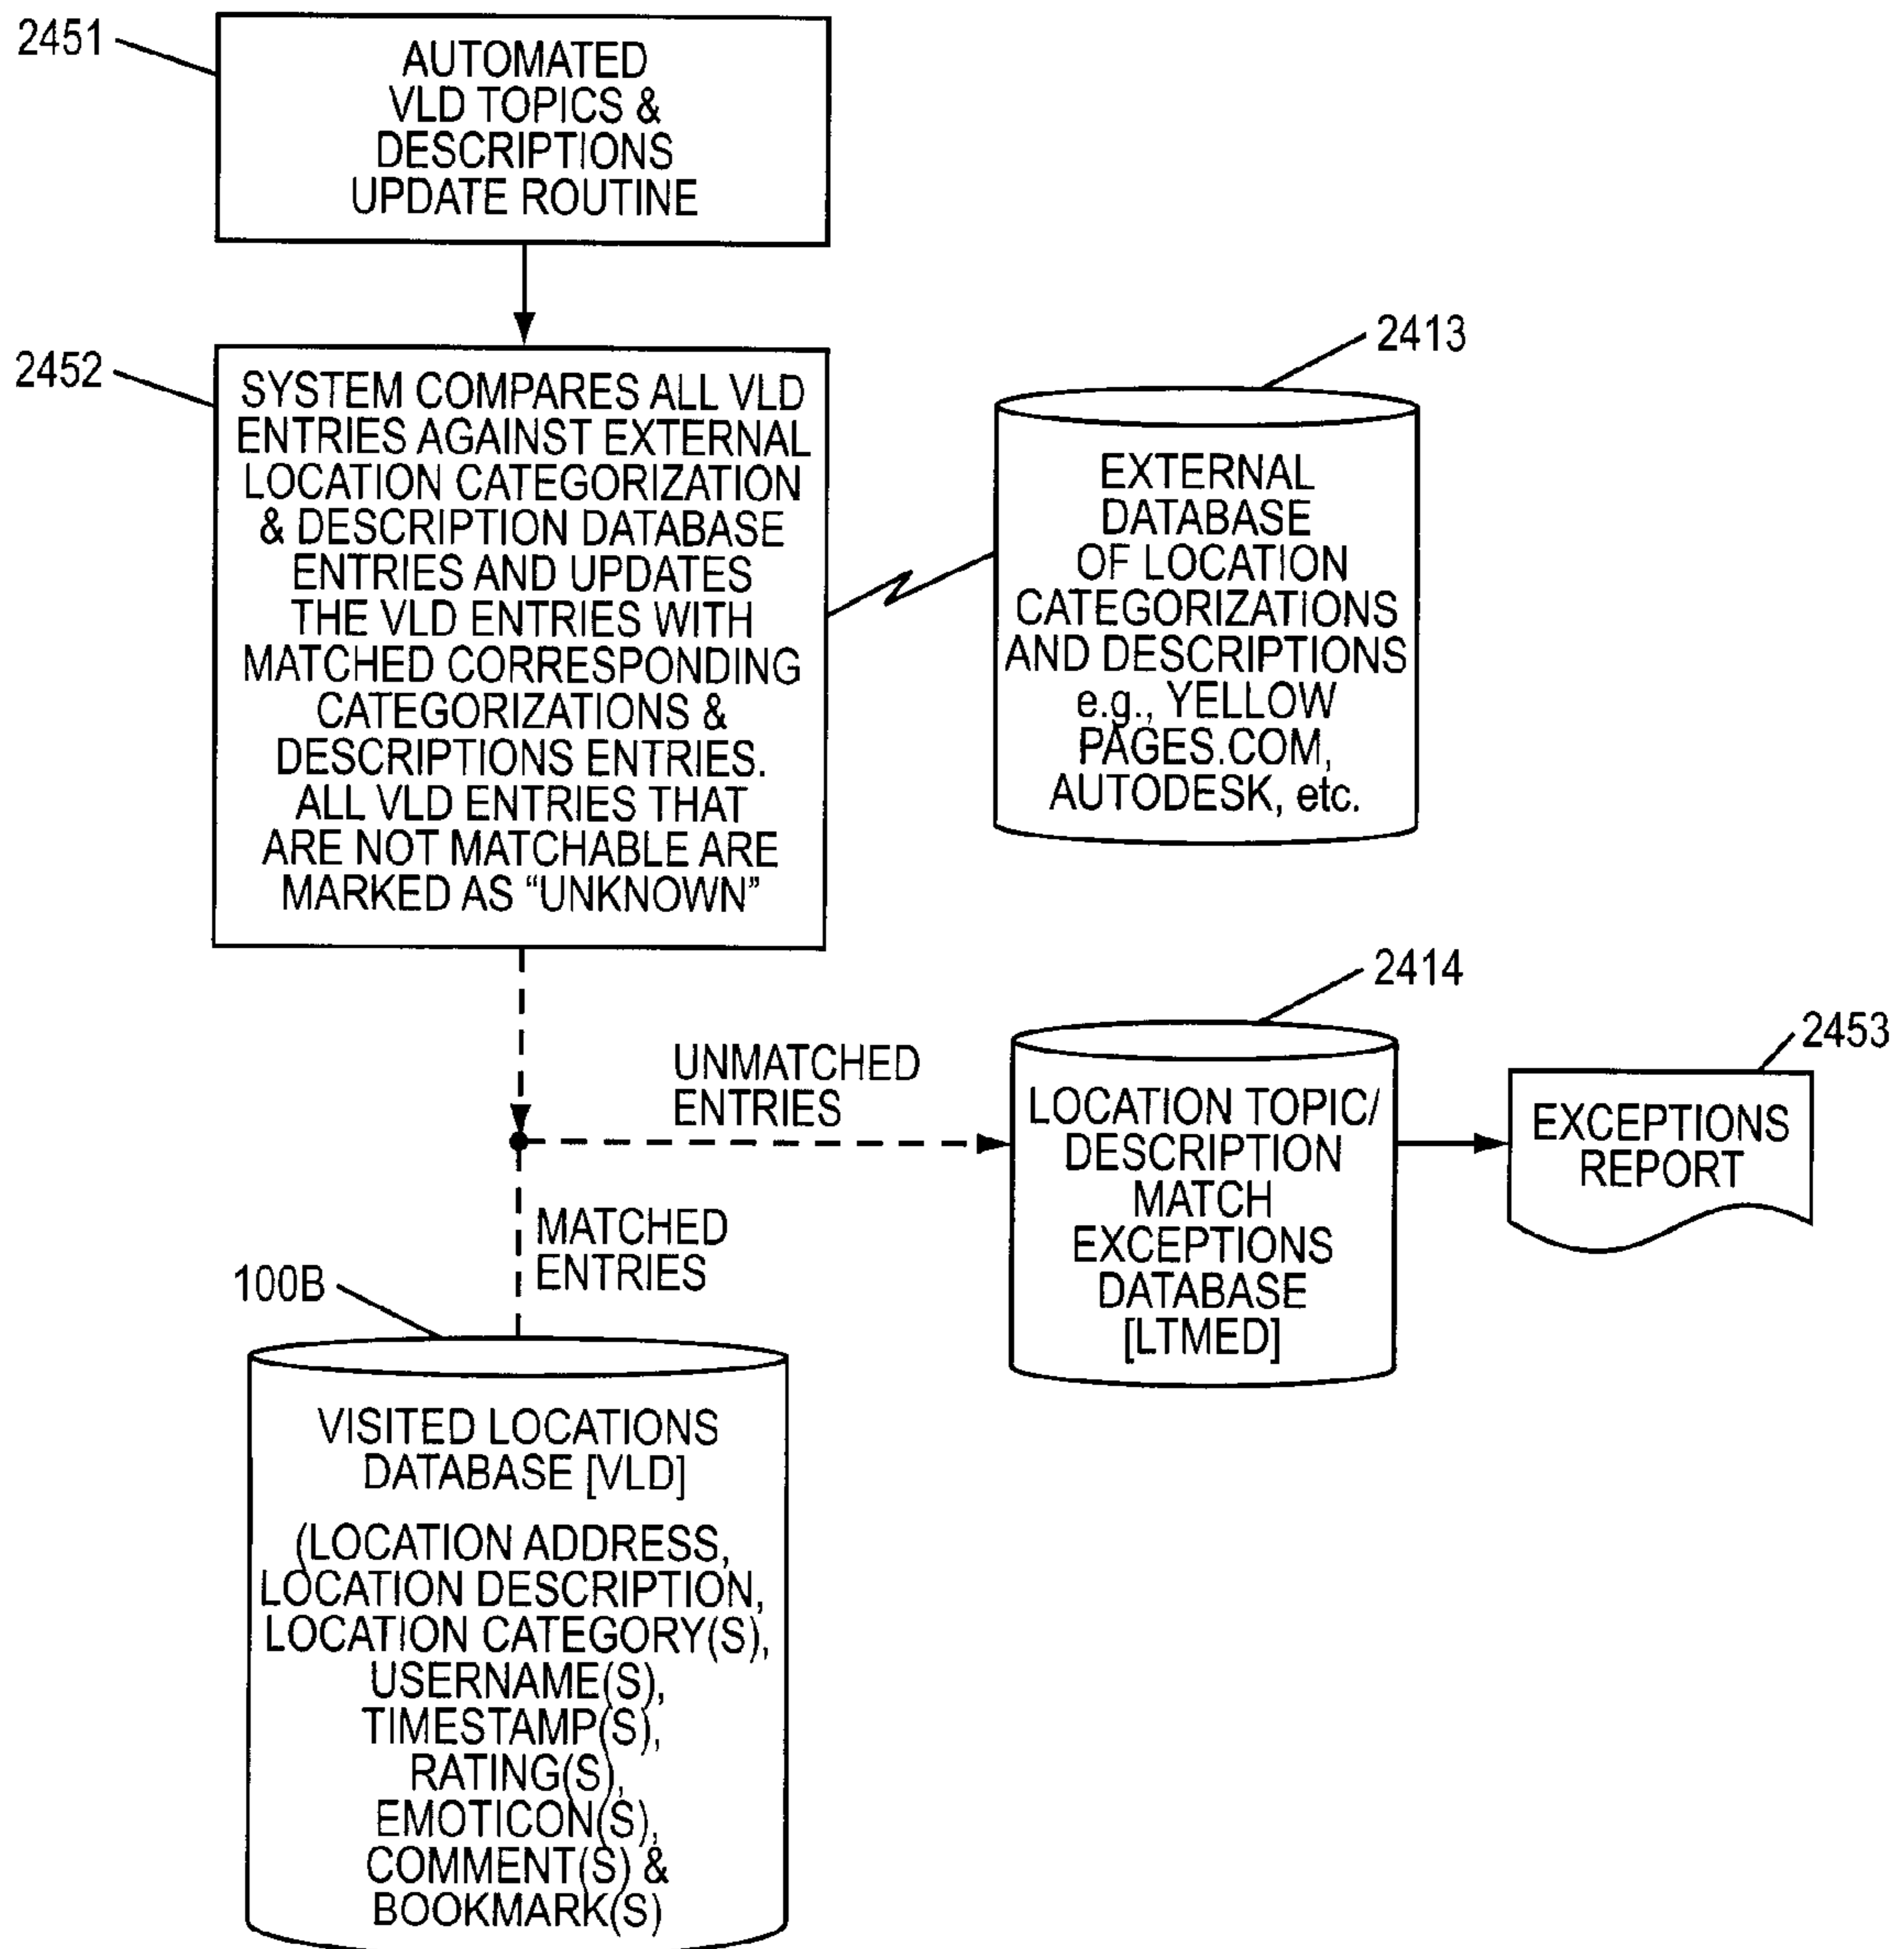 2451
AUTOMATED
VLD TOPICS &
DESCRIPTIONS
UPDATE ROUTINE
2452
SYSTEM COMPARES ALL VLD
ENTRIES AGAINST EXTERNAL
LOCATION CATEGORIZATION
& DESCRIPTION DATABASE
ENTRIES AND UPDATES
THE VLD ENTRIES WITH
MATCHED CORRESPONDING
CATEGORIZATIONS &
DESCRIPTIONS ENTRIES.
ALL VLD ENTRIES THAT
ARE NOT MATCHABLE ARE
MARKED AS “UNKNOWN”
2413
EXTERNAL
DATABASE
OF LOCATION
CATEGORIZATIONS
AND DESCRIPTIONS
e.g., YELLOW
PAGES.COM,
AUTODESK, etc.
UNMATCHED
ENTRIES
2414
LOCATION TOPIC/
DESCRIPTION
MATCH
EXCEPTIONS
DATABASE
[LTMED]
2453
EXCEPTIONS
REPORT
MATCHED
ENTRIES
100B
VISITED LOCATIONS
DATABASE [VLD]
(LOCATION ADDRESS,
LOCATION DESCRIPTION,
LOCATION CATEGORY(S),
USERNAME(S),
TIMESTAMP(S),
RATING(S),
EMOTICON(S),
COMMENT(S) &
BOOKMARK(S)